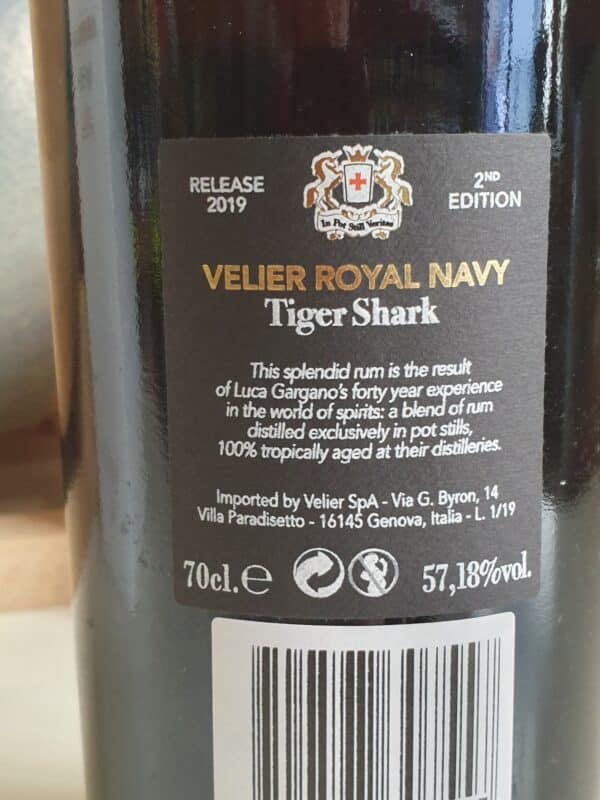 RELEASE
2019
2ND
EDITION
In Pot Still Veritas
VELIER ROYAL NAVY
Tiger Shark
This splendid rum is the result
of Luca Gargano's forty year experience
in the world of spirits: a blend of rum
distilled exclusively in pot stills,
100% tropically aged at their distilleries.
Imported by Velier SpA - Via G. Byron, 14
Villa Paradisetto - 16145 Genova, Italia - L. 1/19
70cl. e 57,18%vol.